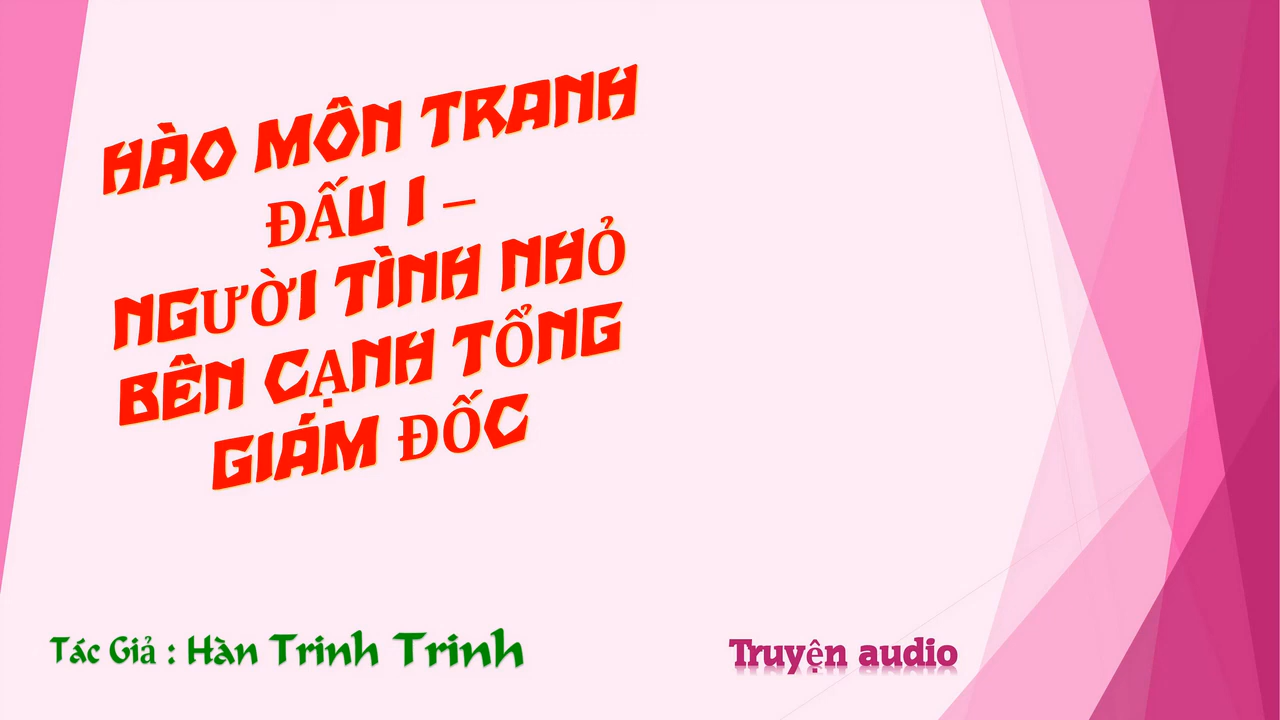 HÀO MÔN TRANH
ĐẤU I –
NGƯỜI TÌNH NHỎ
BÊN CẠNH TỔNG
GIÁM ĐỐC
Tác Giả : Hàn Trinh Trinh
Truyện audio